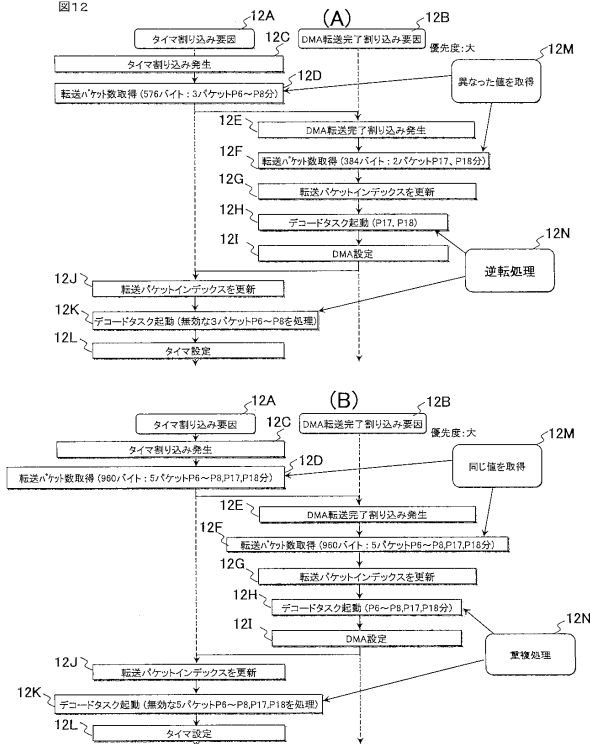 図12
(A)
12A
12B
タイマ割り込み要因
DMA転送完了割り込み要因
優先度:大
12C
タイマ割り込み発生
12M
異なった値を取得
12D
転送パケット数取得(576バイト:3パケットP6～P8分)
12E
DMA転送完了割り込み発生
12F
転送パケット数取得(384バイト:2パケットP17、P18分)
12G
転送パケットインデックスを更新
12H
デコードタスク起動(P17,P18)
12I
DMA設定
12N
逆転処理
12J
転送パケットインデックスを更新
12K
デコードタスク起動(無効な3パケットP6～P8を処理)
12L
タイマ設定
(B)
12A
12B
タイマ割り込み要因
DMA転送完了割り込み要因
優先度:大
12C
タイマ割り込み発生
12M
同じ値を取得
12D
転送パケット数取得(960バイト:5パケットP6～P8,P17,P18分)
12E
DMA転送完了割り込み発生
12F
転送パケット数取得(960バイト:5パケットP6～P8,P17,P18分)
12G
転送パケットインデックスを更新
12H
デコードタスク起動(P6～P8,P17,P18分)
12I
DMA設定
12N
重複処理
12J
転送パケットインデックスを更新
12K
デコードタスク起動(無効な5パケットP6～P8,P17,P18を処理)
12L
タイマ設定